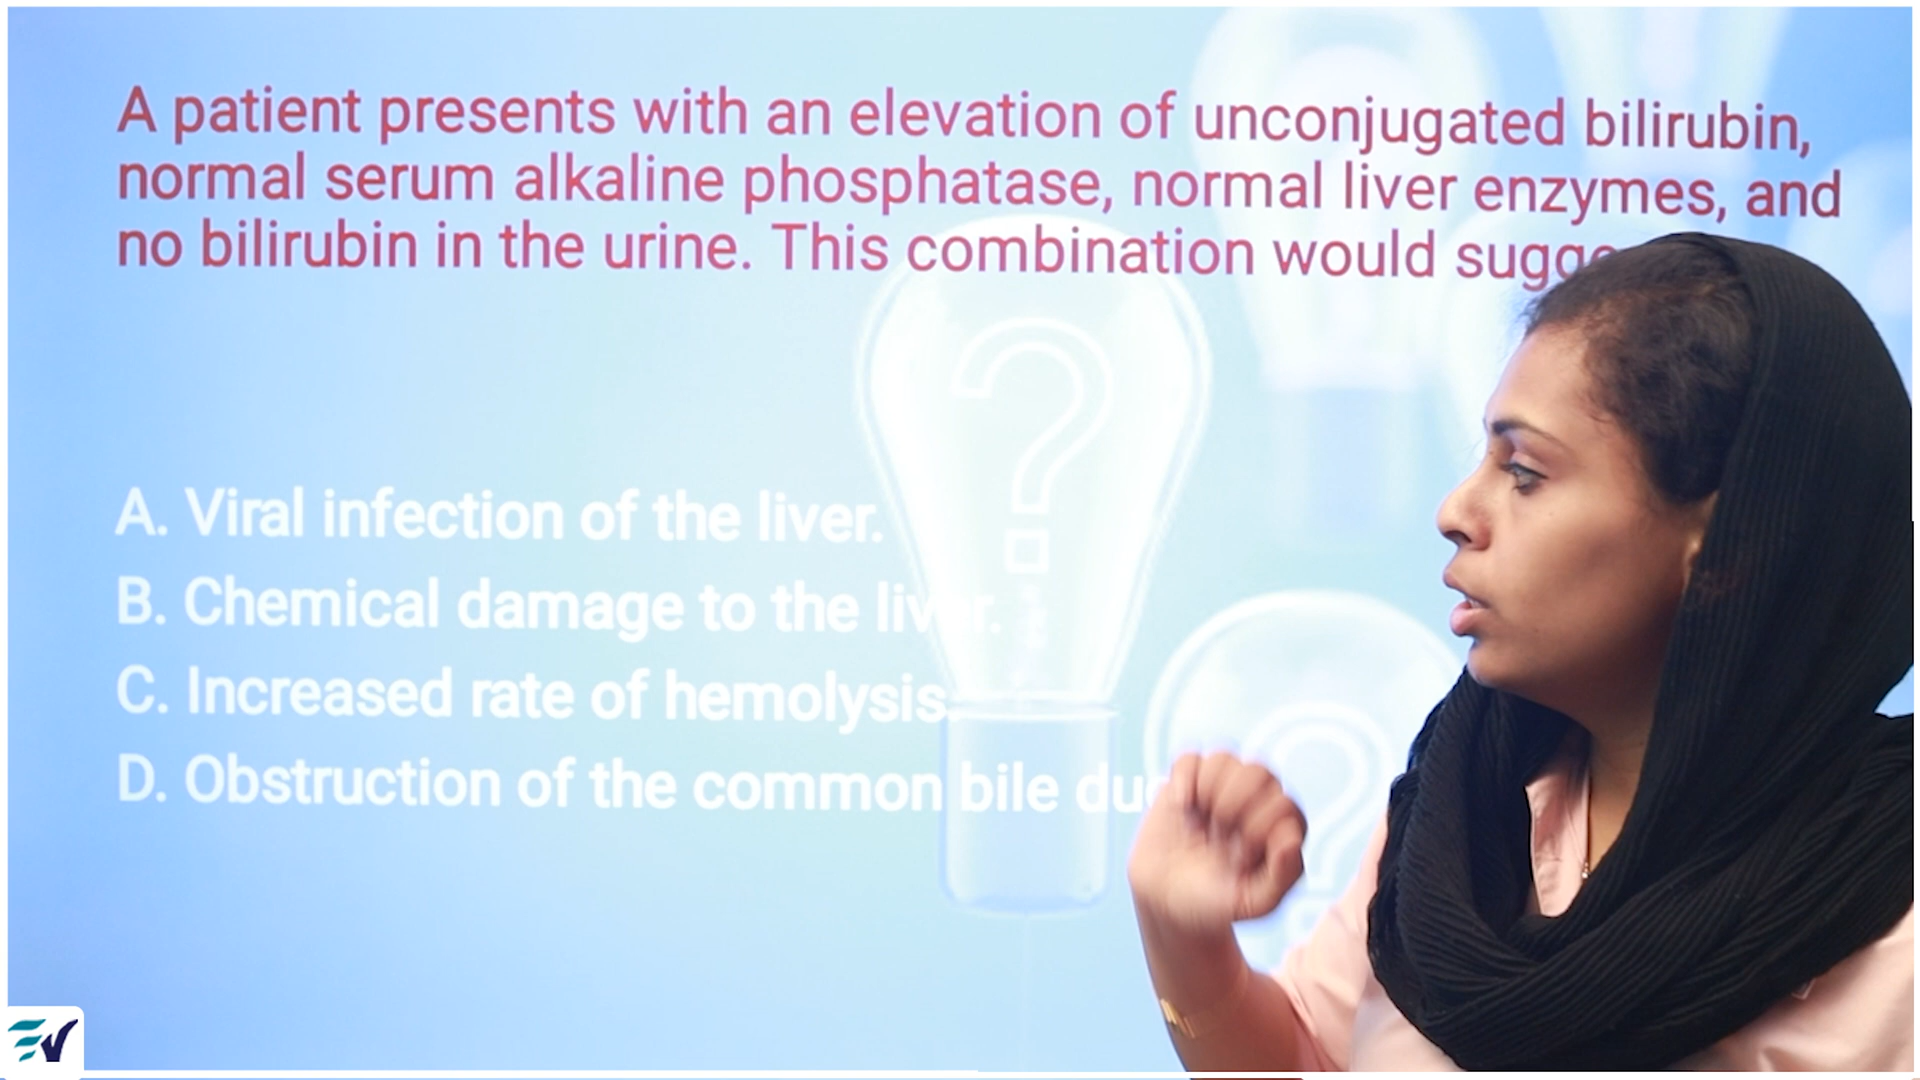 A patient presents with an elevation of unconjugated bilirubin,
normal serum alkaline phosphatase, normal liver enzymes, and
no bilirubin in the urine. This combination would
A. Viral infection of the liver.
B. Chemical damage to the liver.
C. Increased rate of hemolysis.
D. Obstruction of the common bile